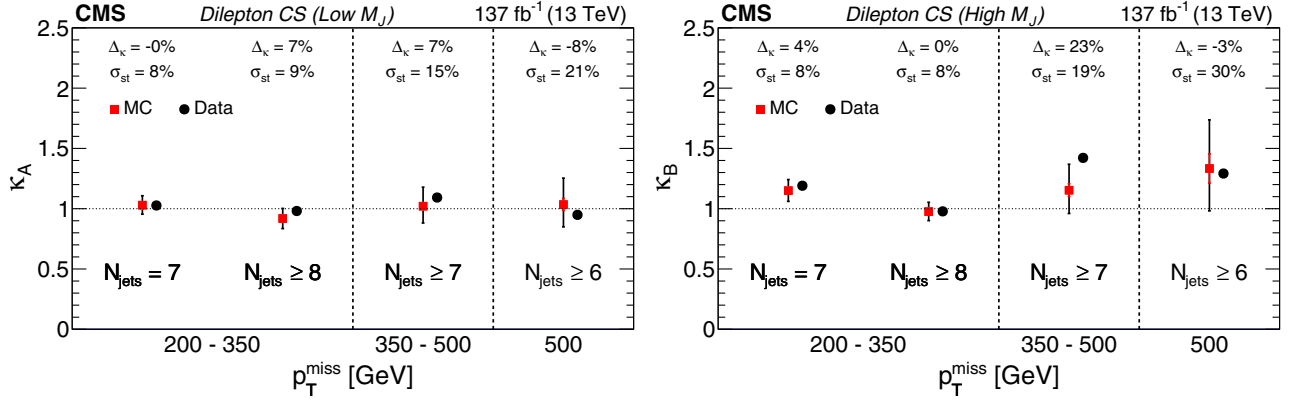 CMS Dilepton CS (Low M_J) 137 fb⁻¹ (13 TeV)
Δ_κ = -0% Δ_κ = 7% Δ_κ = 7% Δ_κ = -8%
σ_st = 8% σ_st = 9% σ_st = 15% σ_st = 21%
MC Data
κ_A
2.5
2
1.5
1
0.5
0
N_jets = 7 N_jets ≥ 8 N_jets ≥ 7 N_jets ≥ 6
200 - 350 350 - 500 500
p_T^miss [GeV]
CMS Dilepton CS (High M_J) 137 fb⁻¹ (13 TeV)
Δ_κ = 4% Δ_κ = 0% Δ_κ = 23% Δ_κ = -3%
σ_st = 8% σ_st = 8% σ_st = 19% σ_st = 30%
MC Data
κ_B
2.5
2
1.5
1
0.5
0
N_jets = 7 N_jets ≥ 8 N_jets ≥ 7 N_jets ≥ 6
200 - 350 350 - 500 500
p_T^miss [GeV]